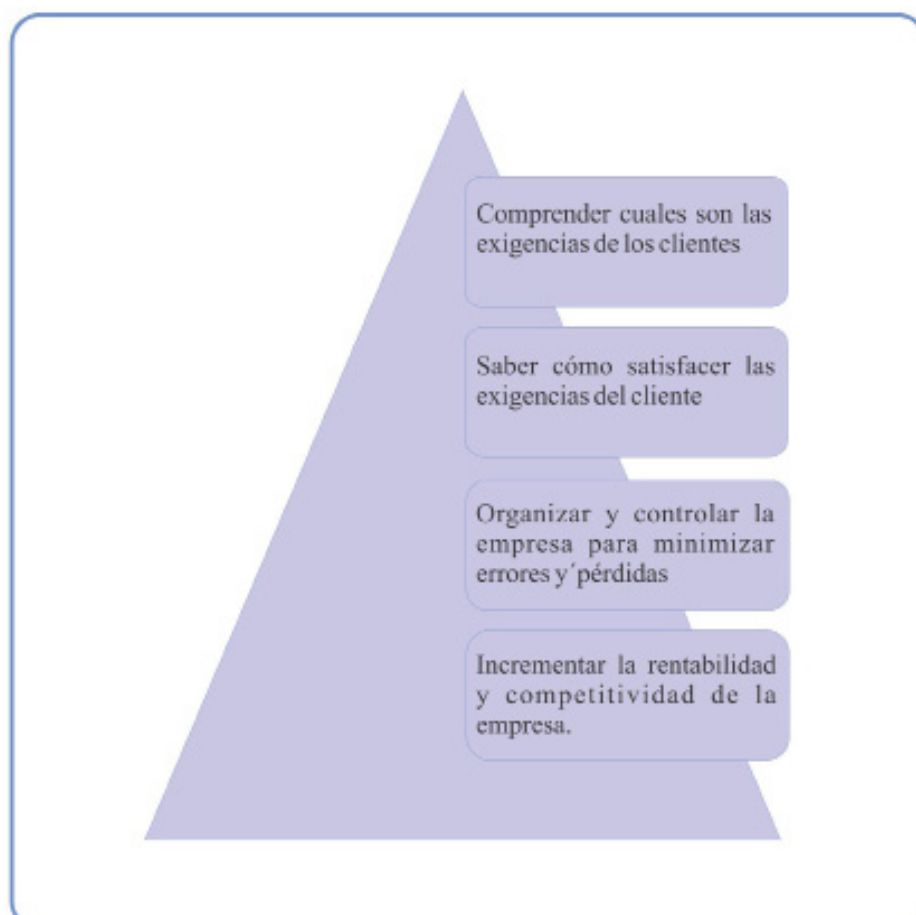 Comprender cuales son las
exigencias de los clientes
Saber cómo satisfacer las
exigencias del cliente
Organizar y controlar la
empresa para minimizar
errores y´pérdidas
Incrementar la rentabilidad
y competitividad de la
empresa.